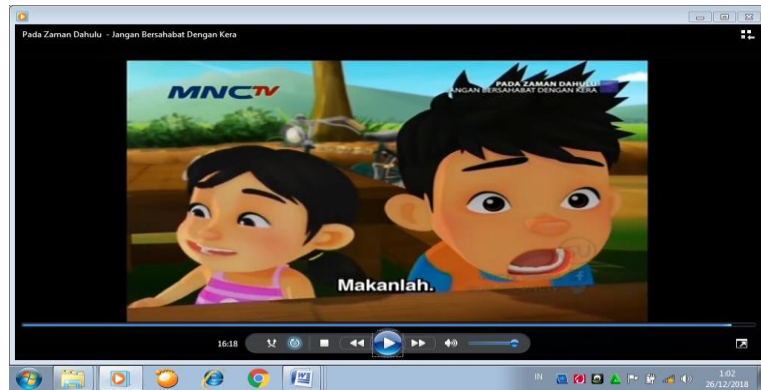 Pada Zaman Dahulu - Jangan Bersahabat Dengan Kera
MNCTV
PADA ZAMAN DAHULU
JANGAN BERSAHABAT DENGAN KERA
Makanlah.
16:18
IN
1:02
26/12/2018